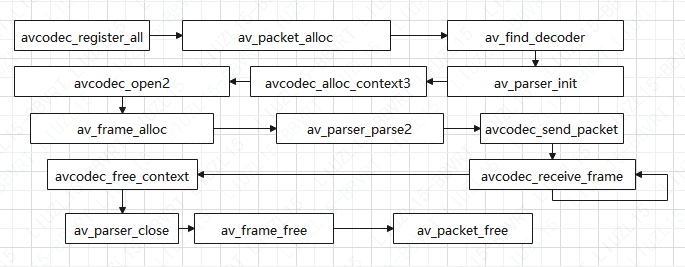 avcodec_register_all
av_packet_alloc
av_find_decoder
av_parser_init
avcodec_alloc_context3
avcodec_open2
av_frame_alloc
av_parser_parse2
avcodec_send_packet
avcodec_receive_frame
avcodec_free_context
av_parser_close
av_frame_free
av_packet_free